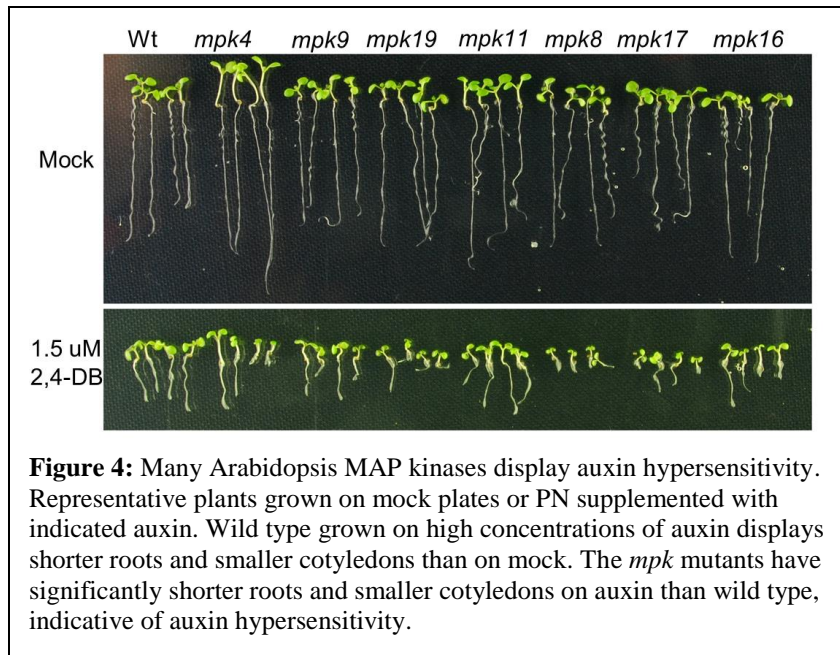 Wt mpk4 mpk9 mpk19 mpk11 mpk8 mpk17 mpk16
Mock
1.5 uM
2,4-DB
Figure 4: Many Arabidopsis MAP kinases display auxin hypersensitivity.
Representative plants grown on mock plates or PN supplemented with
indicated auxin. Wild type grown on high concentrations of auxin displays
shorter roots and smaller cotyledons than on mock. The mpk mutants have
significantly shorter roots and smaller cotyledons on auxin than wild type,
indicative of auxin hypersensitivity.